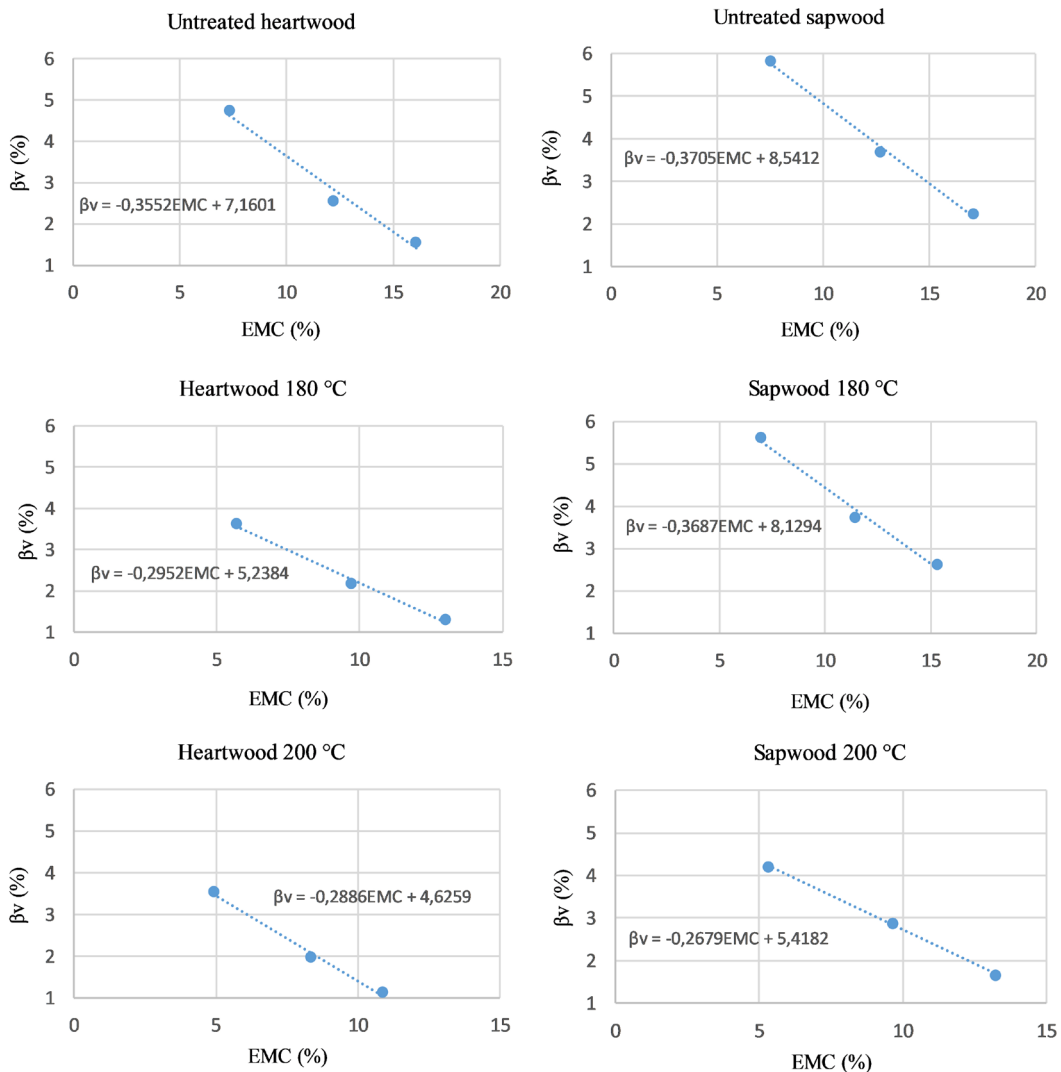 Untreated heartwood
βv (%)
6
5
4
3
2
1
βv = -0,3552EMC + 7,1601
0 5 10 15 20
EMC (%)
Untreated sapwood
βv (%)
6
5
4
3
2
1
βv = -0,3705EMC + 8,5412
0 5 10 15 20
EMC (%)
Heartwood 180 °C
βv (%)
6
5
4
3
2
1
βv = -0,2952EMC + 5,2384
0 5 10 15
EMC (%)
Sapwood 180 °C
βv (%)
6
5
4
3
2
1
βv = -0,3687EMC + 8,1294
0 5 10 15 20
EMC (%)
Heartwood 200 °C
βv (%)
6
5
4
3
2
1
βv = -0,2886EMC + 4,6259
0 5 10 15
EMC (%)
Sapwood 200 °C
βv (%)
6
5
4
3
2
1
βv = -0,2679EMC + 5,4182
0 5 10 15
EMC (%)